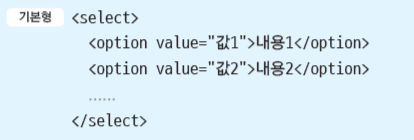 기본형 <select>
<option value="값1">내용1</option>
<option value="값2">내용2</option>
……
</select>